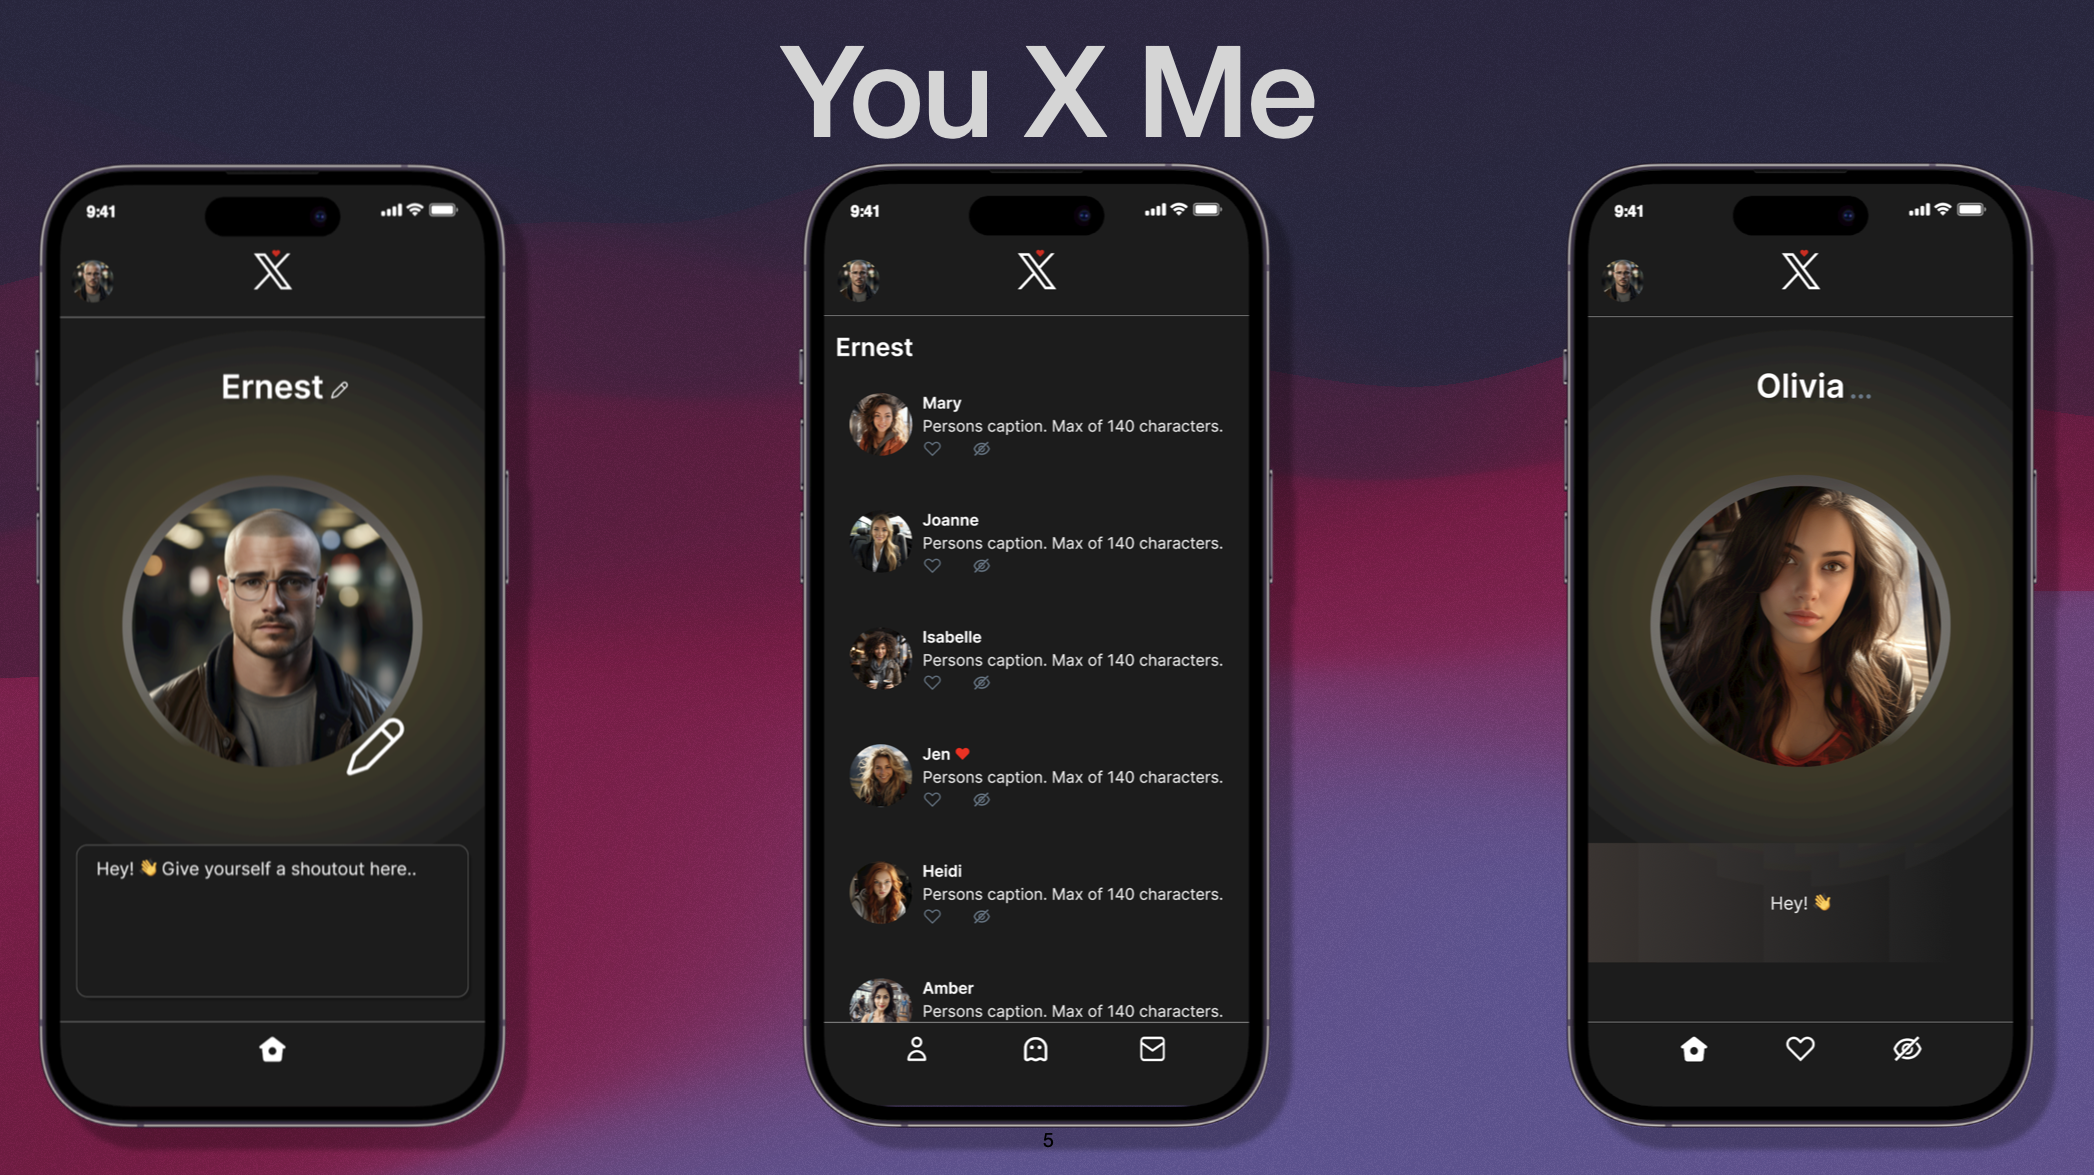 You X Me
9:41
Ernest
Hey! 👋 Give yourself a shoutout here..
9:41
Ernest
Mary
Persons caption. Max of 140 characters.
Joanne
Persons caption. Max of 140 characters.
Isabelle
Persons caption. Max of 140 characters.
Jen ❤️
Persons caption. Max of 140 characters.
Heidi
Persons caption. Max of 140 characters.
Amber
Persons caption. Max of 140 characters.
9:41
Olivia ...
Hey! 👋
5